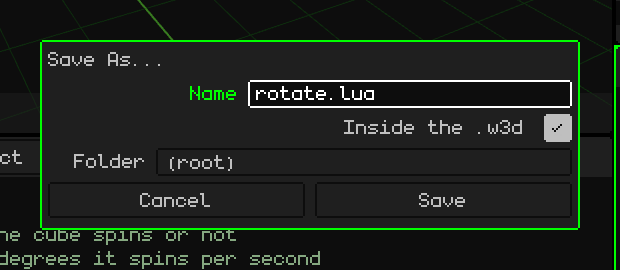 Save As...
Name rotate.lua
Inside the .w3d ✓
ct
Folder (root)
Cancel Save
he cube spins or not
degrees it spins per second